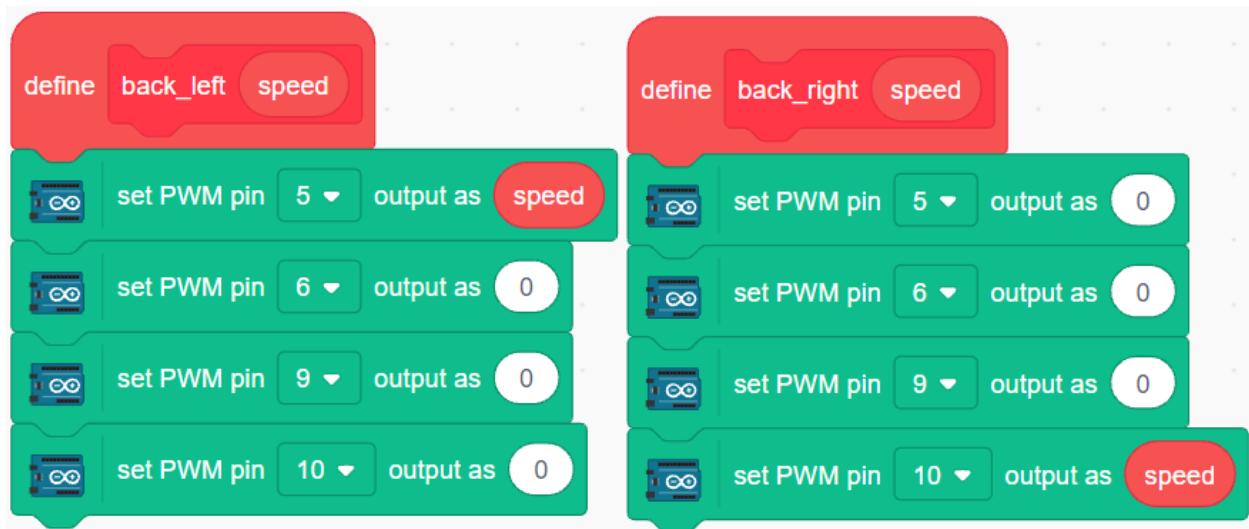 define back_left speed
set PWM pin 5 output as speed
set PWM pin 6 output as 0
set PWM pin 9 output as 0
set PWM pin 10 output as 0
define back_right speed
set PWM pin 5 output as 0
set PWM pin 6 output as 0
set PWM pin 9 output as 0
set PWM pin 10 output as speed